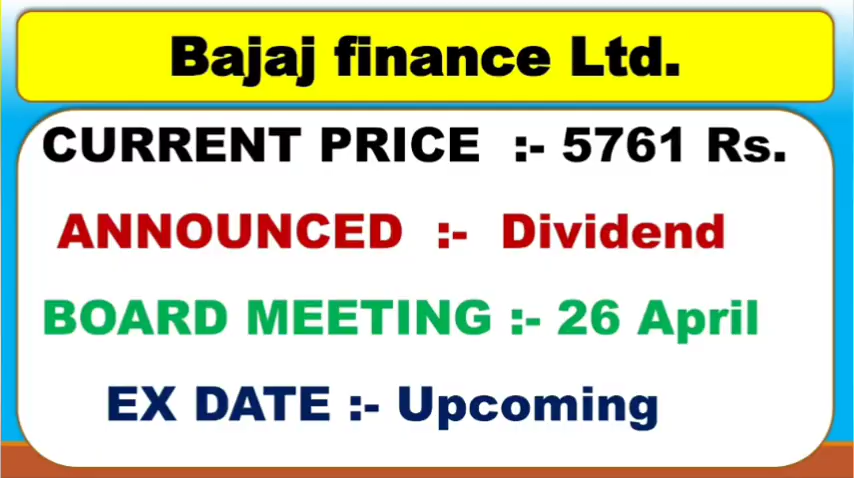 Bajaj finance Ltd.
CURRENT PRICE :- 5761 Rs.
ANNOUNCED :- Dividend
BOARD MEETING :- 26 April
EX DATE :- Upcoming